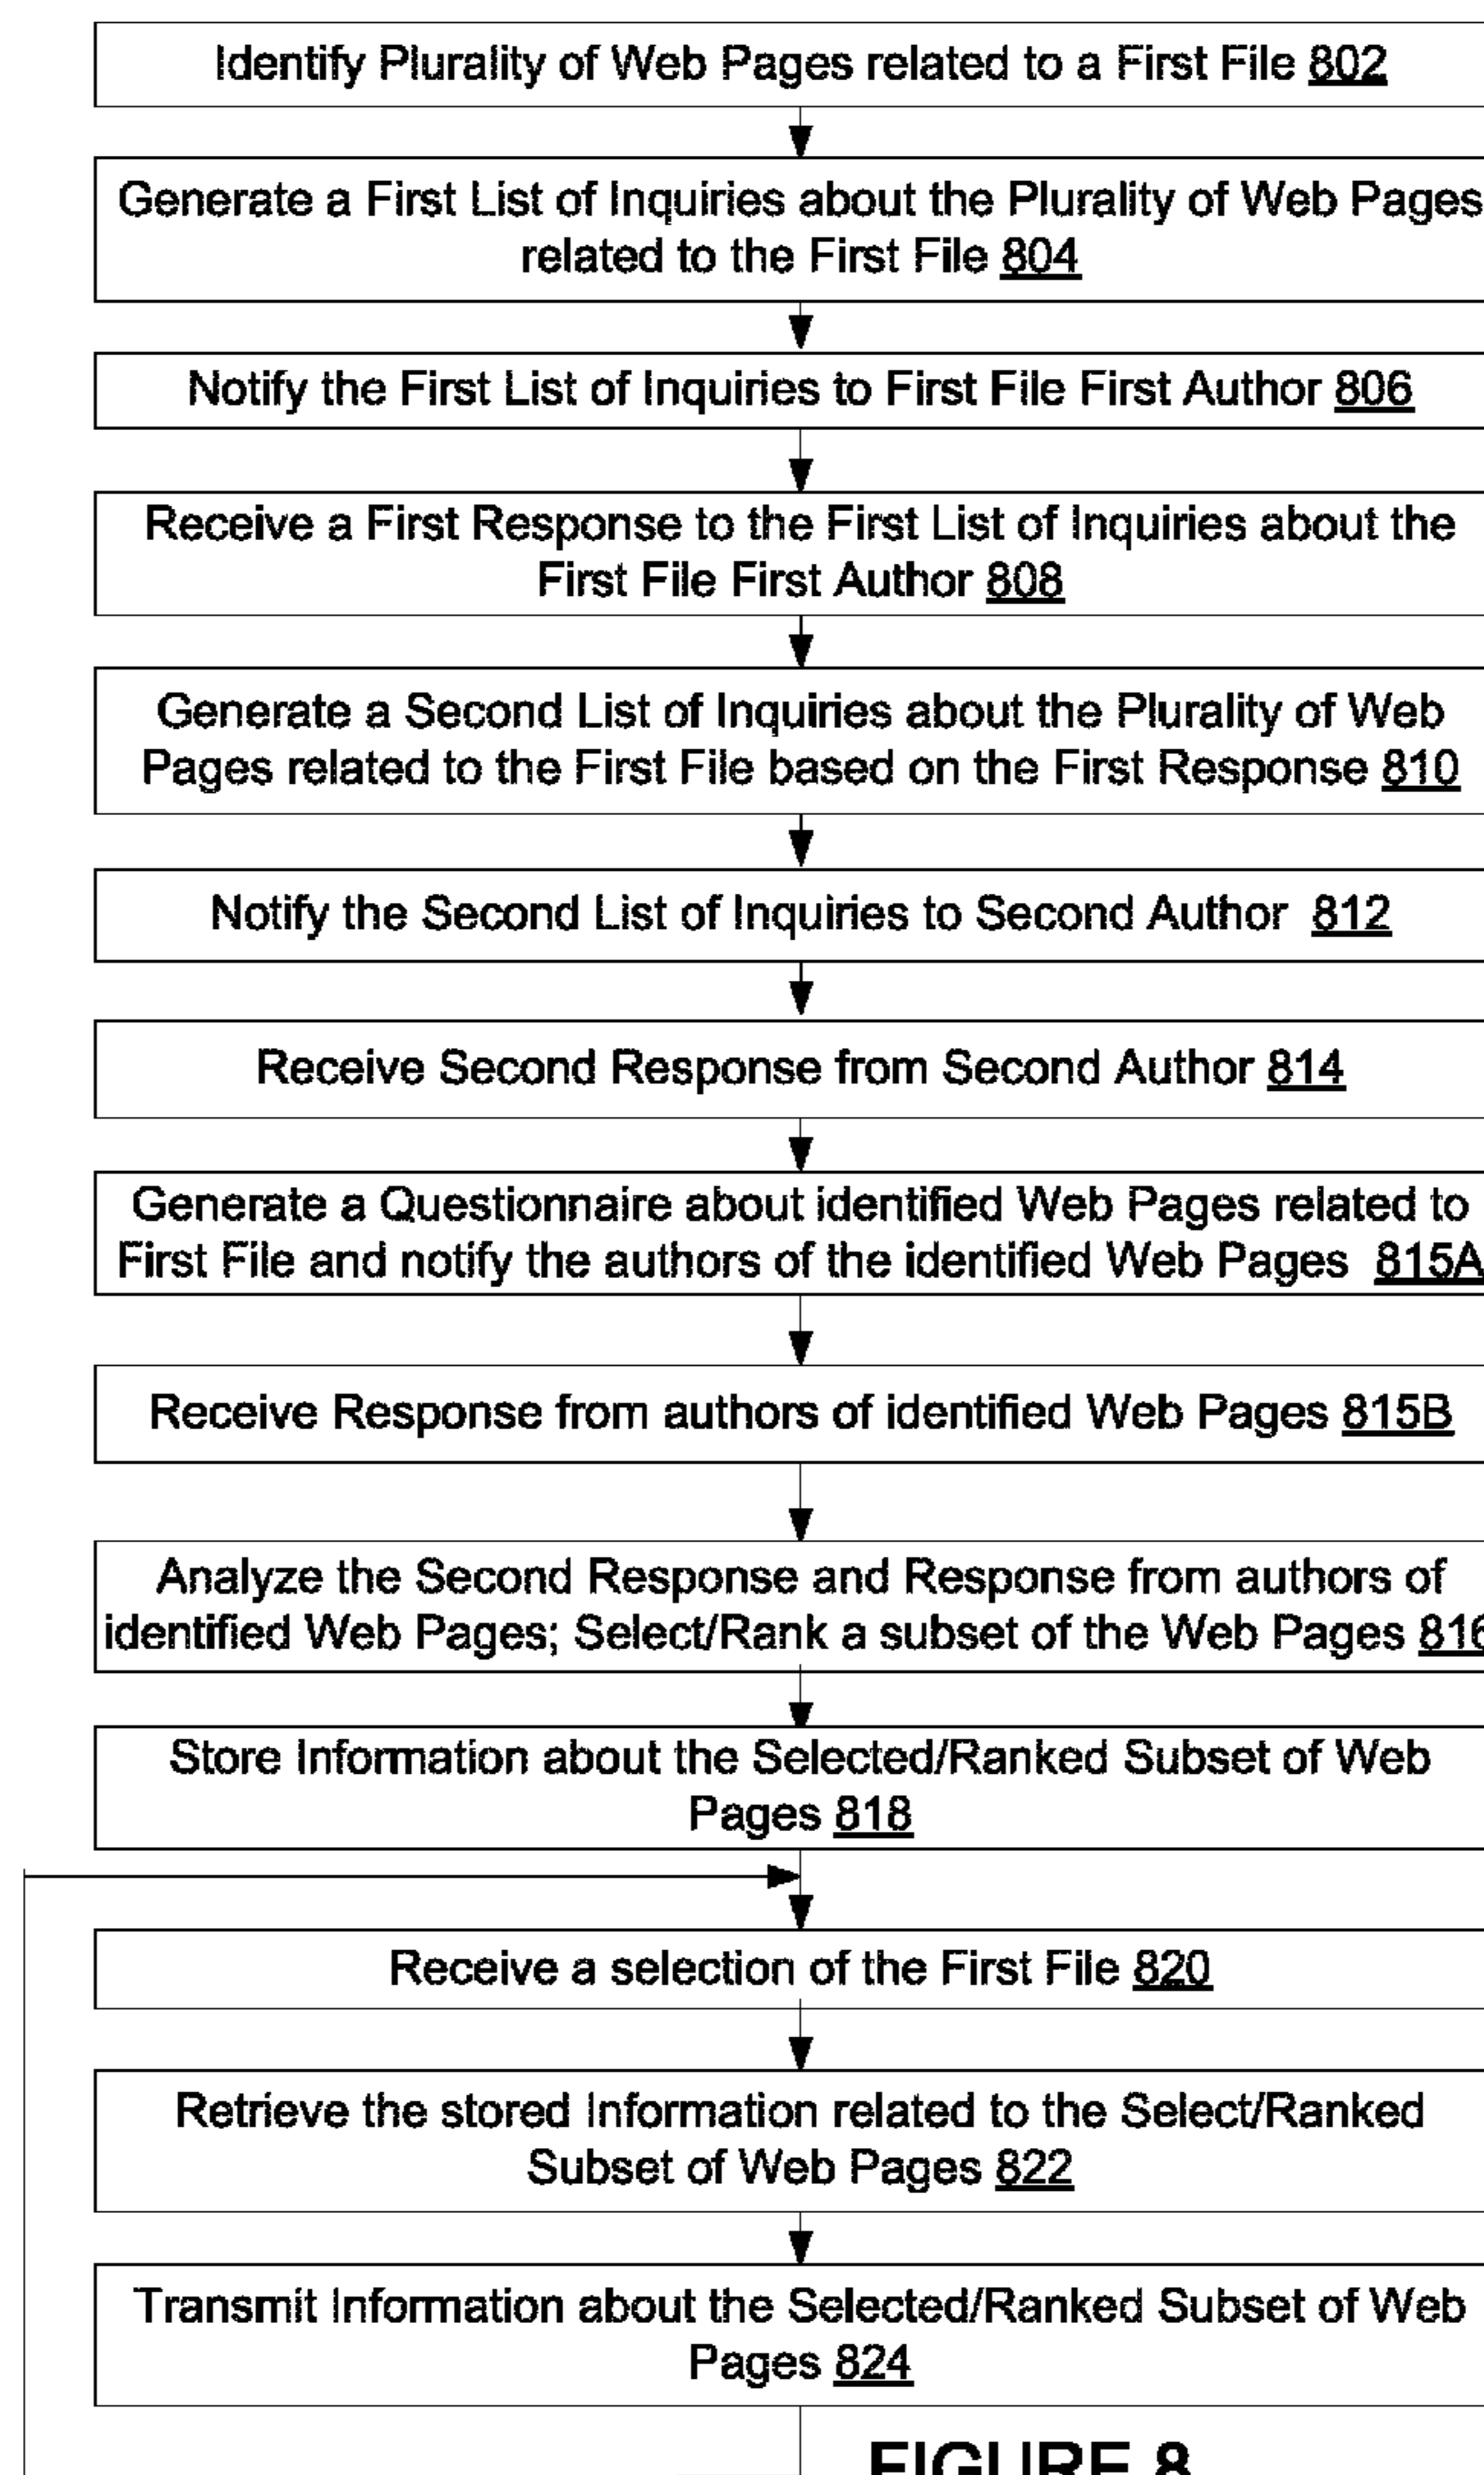 Identify Plurality of Web Pages related to a First File 802
Generate a First List of Inquiries about the Plurality of Web Pages
related to the First File 804
Notify the First List of Inquiries to First File First Author 806
Receive a First Response to the First List of Inquiries about the
First File First Author 808
Generate a Second List of Inquiries about the Plurality of Web
Pages related to the First File based on the First Response 810
Notify the Second List of Inquiries to Second Author 812
Receive Second Response from Second Author 814
Generate a Questionnaire about identified Web Pages related to
First File and notify the authors of the identified Web Pages 815A
Receive Response from authors of identified Web Pages 815B
Analyze the Second Response and Response from authors of
identified Web Pages; Select/Rank a subset of the Web Pages 816
Store Information about the Selected/Ranked Subset of Web
Pages 818
Receive a selection of the First File 820
Retrieve the stored Information related to the Select/Ranked
Subset of Web Pages 822
Transmit Information about the Selected/Ranked Subset of Web
Pages 824
FIGURE 8